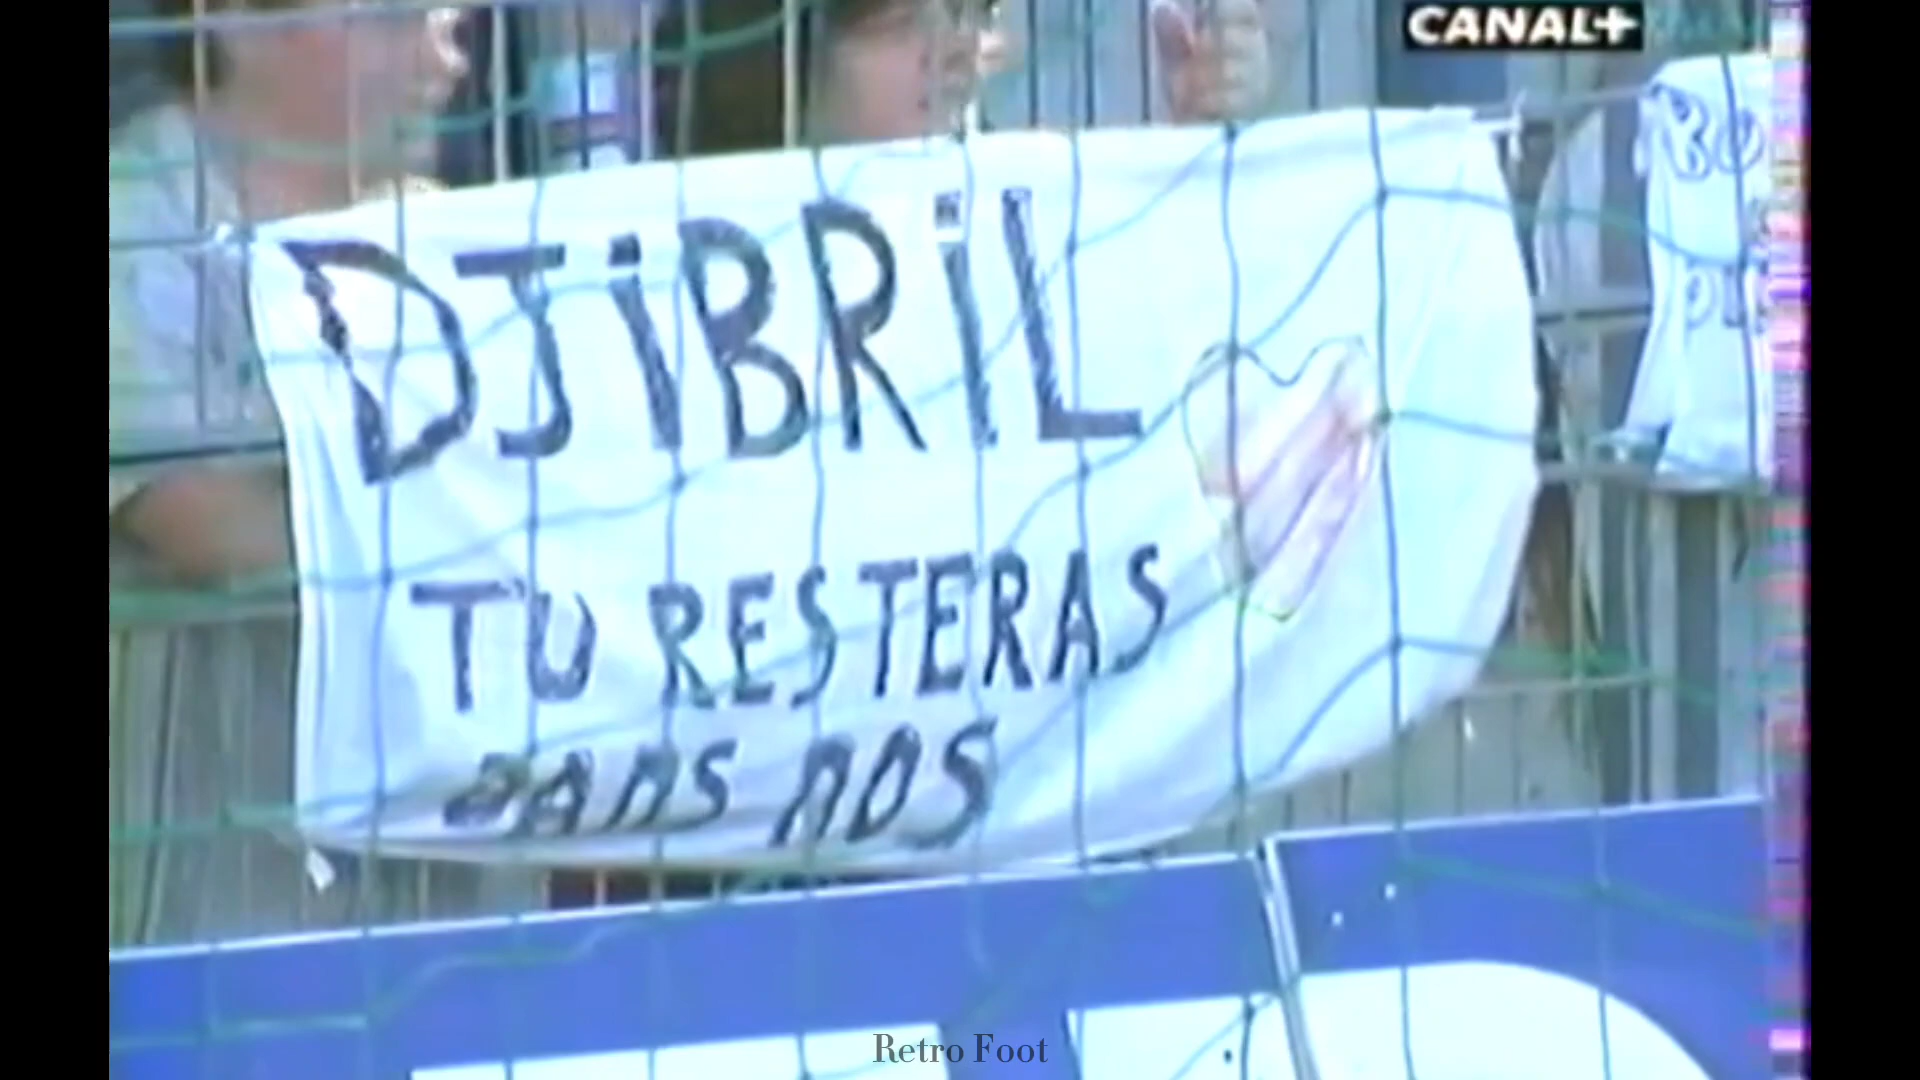 CANAL+
DJiBRiL
TU RESTERAS
DANS NOS
Retro Foot